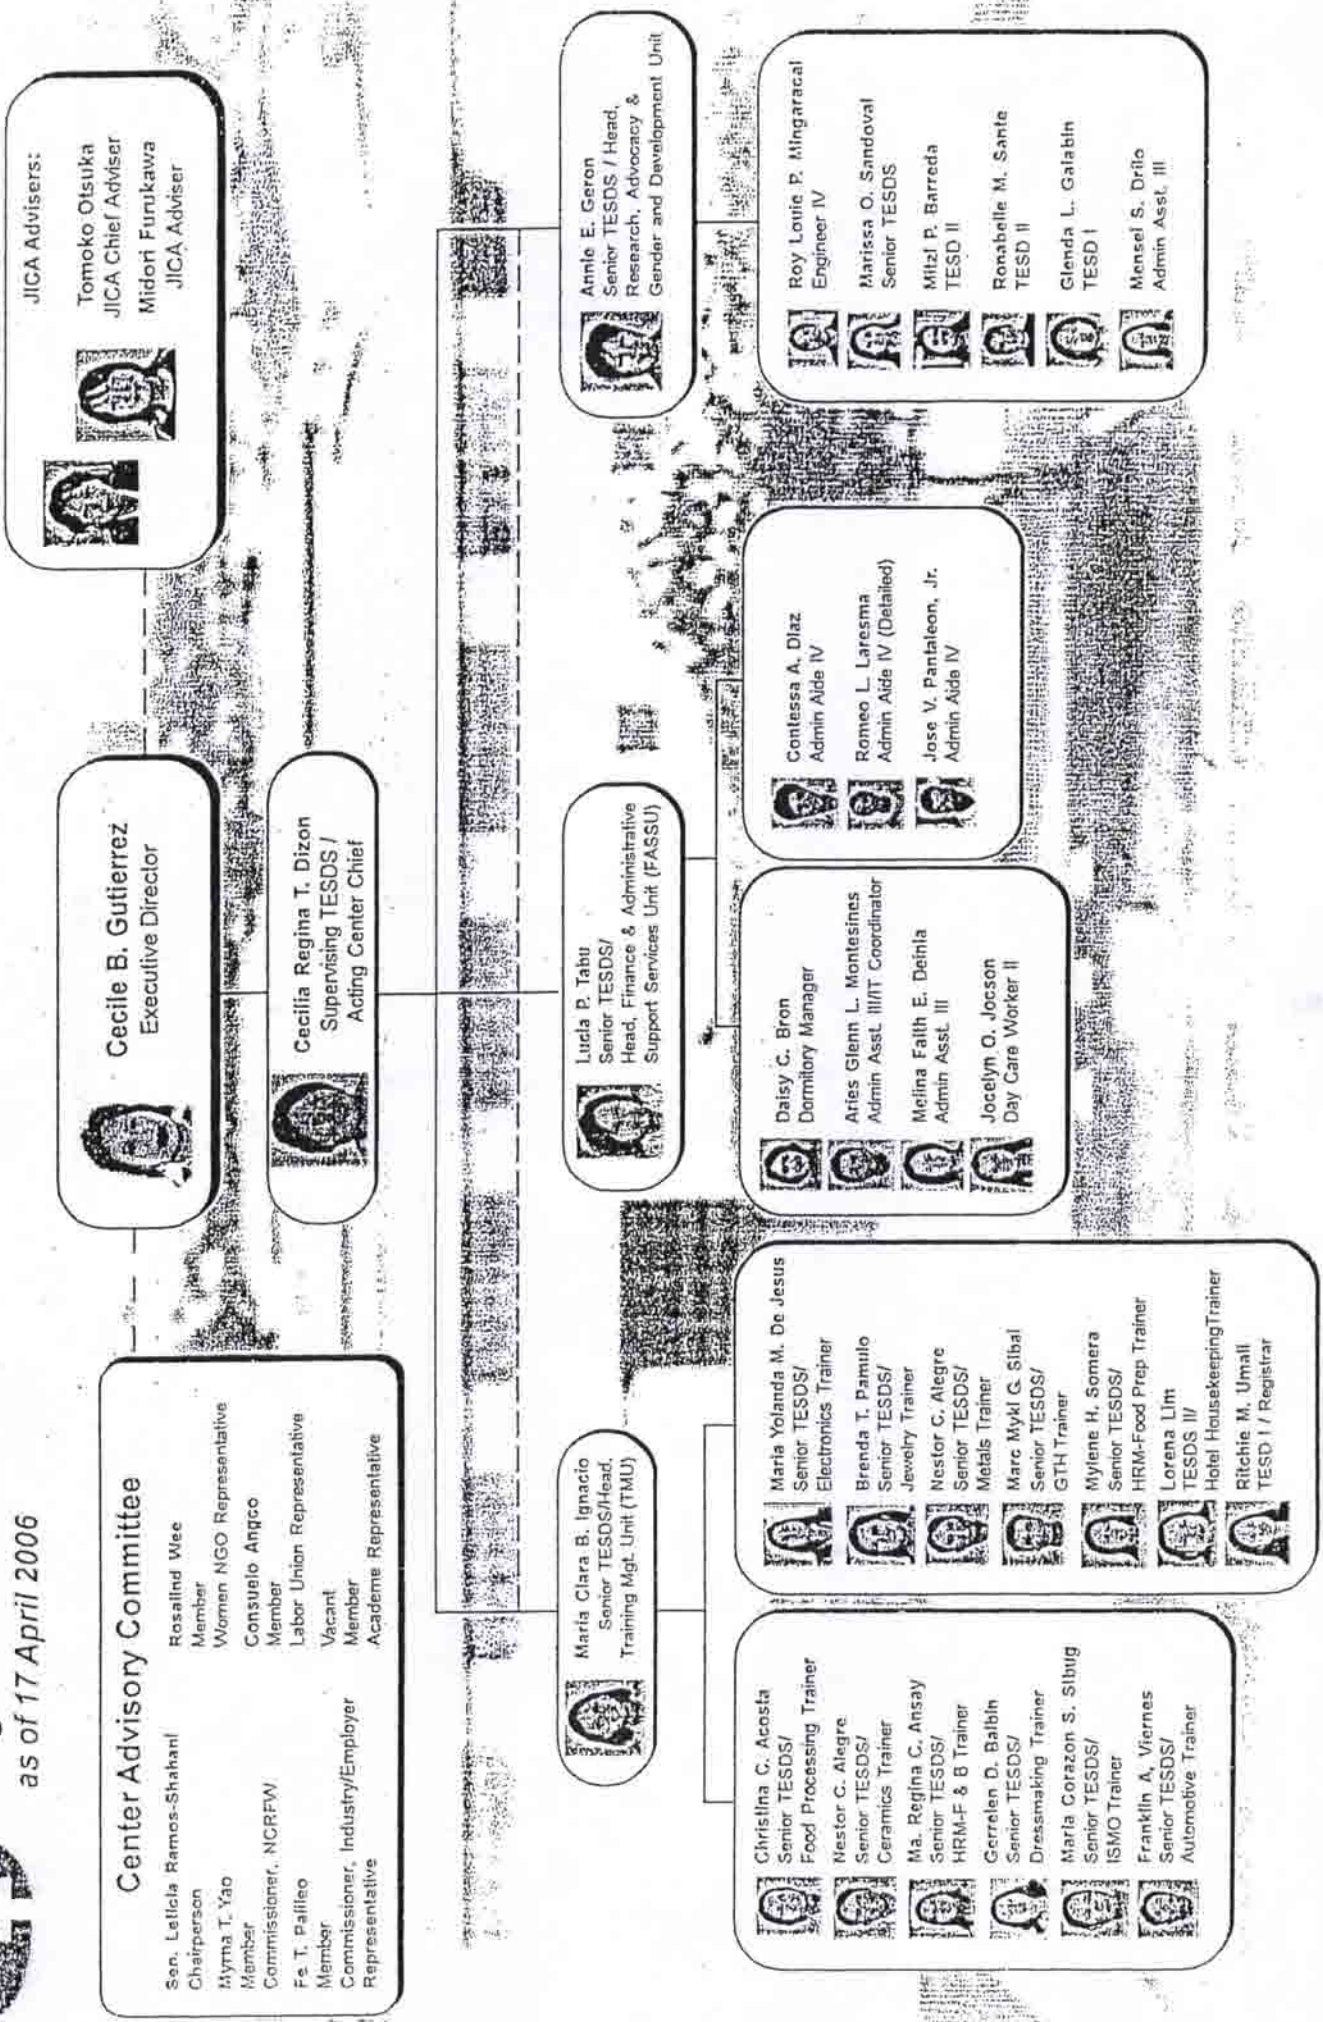 as of 17 April 2006
Center Advisory Committee
Sen. Leticia Ramos-Shahani
Chairperson
Myrna T. Yao
Member
Commissioner, NCRFW
Fe T. Palileo
Member
Commissioner, Industry/Employer
Representative
Rosalind Wee
Member
Women NGO Representative
Consuelo Angco
Member
Labor Union Representative
Vacant
Member
Academe Representative
Cecile B. Gutierrez
Executive Director
JICA Advisers:
Tomoko Otsuka
JICA Chief Adviser
Midori Furukawa
JICA Adviser
Cecilia Regina T. Dizon
Supervising TESDS /
Acting Center Chief
Maria Clara B. Ignacio
Senior TESDS/Head,
Training Mgt. Unit (TMU)
Christina C. Acosta
Senior TESDS/
Food Processing Trainer
Nestor C. Alegre
Senior TESDS/
Ceramics Trainer
Ma. Regina C. Ansay
Senior TESDS/
HRM-F & B Trainer
Gerrelen D. Balbin
Senior TESDS/
Dressmaking Trainer
Maria Corazon S. Sibug
Senior TESDS/
ISMO Trainer
Franklin A. Viernes
Senior TESDS/
Automotive Trainer
Maria Yolanda M. De Jesus
Senior TESDS/
Electronics Trainer
Brenda T. Pamulo
Senior TESDS/
Jewelry Trainer
Nestor C. Alegre
Senior TESDS/
Metals Trainer
Marc Mykl G. Sibal
Senior TESDS/
GTH Trainer
Mylene H. Somera
Senior TESDS/
HRM-Food Prep Trainer
Lorena Lim
TESDS II/
Hotel HousekeepingTrainer
Ritchie M. Umali
TESD I / Registrar
Lucia P. Tabu
Senior TESDS/
Head, Finance & Administrative
Support Services Unit (FASSU)
Daisy C. Bron
Dormitory Manager
Aries Glenn L. Montesines
Admin Asst. III/IT Coordinator
Melina Faith E. Deinla
Admin Asst. III
Jocelyn O. Jocson
Day Care Worker II
Contessa A. Diaz
Admin Aide IV
Romeo L. Laresma
Admin Aide IV (Detailed)
Jose V. Pantaleon, Jr.
Admin Aide IV
Annie E. Geron
Senior TESDS / Head,
Research, Advocacy &
Gender and Development Unit
Roy Louie P. Mingaracal
Engineer IV
Marissa O. Sandoval
Senior TESDS
Mitzi P. Barreda
TESD II
Ronabelle M. Sante
TESD II
Glenda L. Galabin
TESD I
Mensel S. Drilo
Admin Asst. III